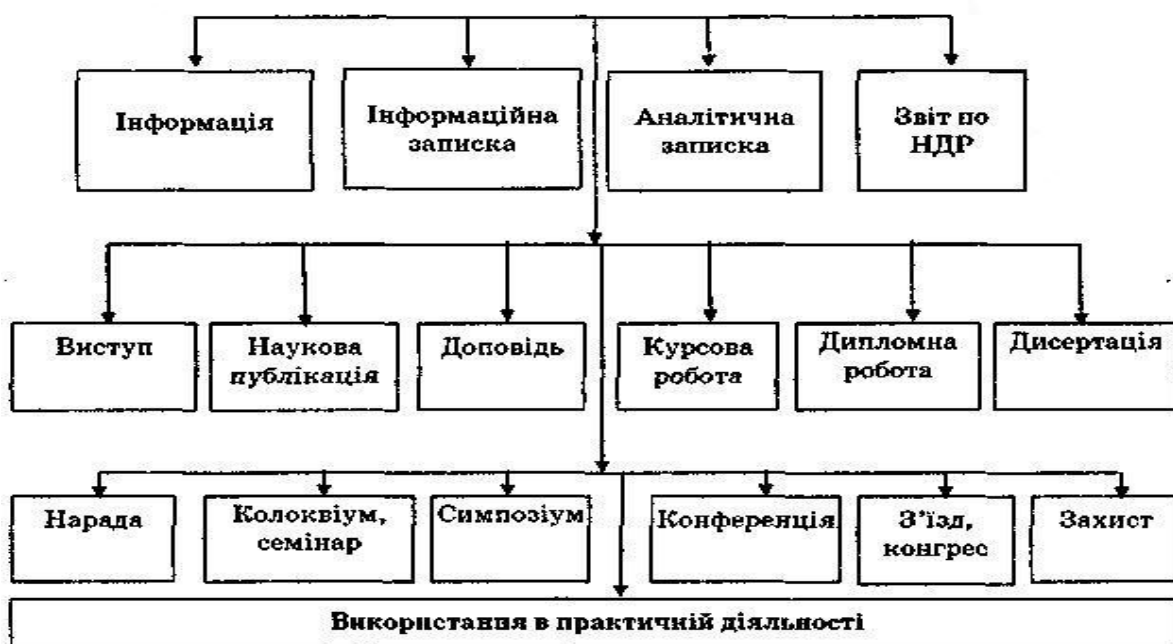 Інформація
Інформаційна
записка
Аналітична
записка
Звіт по
НДР
Виступ
Наукова
публікація
Доповідь
Курсова
робота
Дипломна
робота
Дисертація
Нарада
Колоквіум,
семінар
Симпозіум
Конференція
З'їзд,
конгрес
Захист
Використання в практичній діяльності